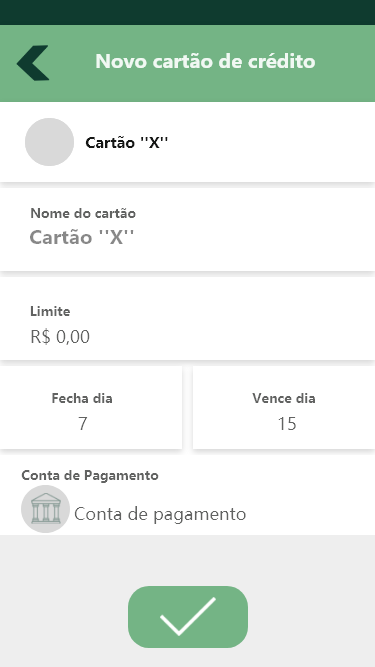 Novo cartão de crédito
Cartão ''X''
Nome do cartão
Cartão ''X''
Limite
R$ 0,00
Fecha dia
7
Vence dia
15
Conta de Pagamento
Conta de pagamento